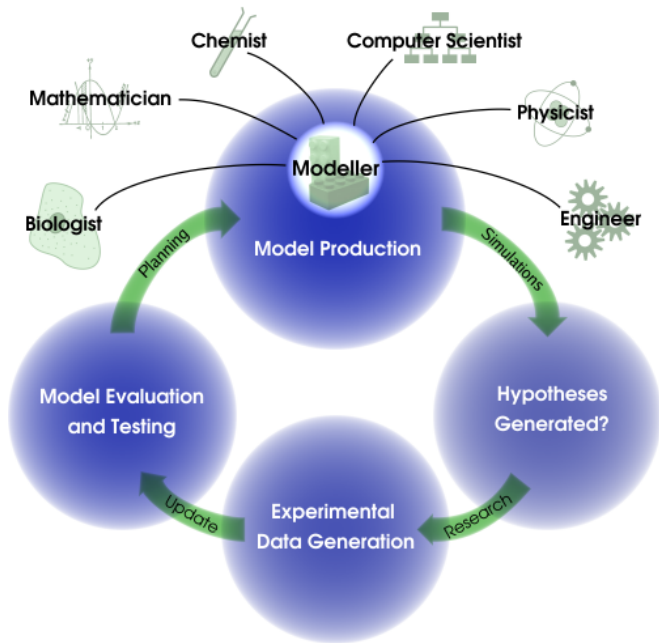 Chemist
Computer Scientist
Mathematician
Physicist
Modeller
Biologist
Engineer
Model Production
Planning
Simulations
Model Evaluation
and Testing
Hypotheses
Generated?
Experimental
Data Generation
Update
Research